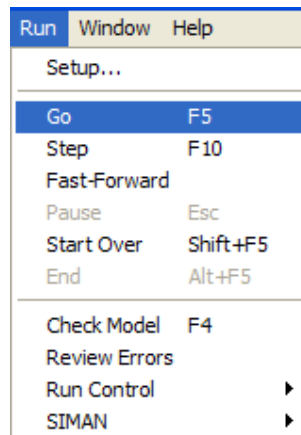 Run Window Help
Setup...
Go F5
Step F10
Fast-Forward
Pause Esc
Start Over Shift+F5
End Alt+F5
Check Model F4
Review Errors
Run Control
SIMAN